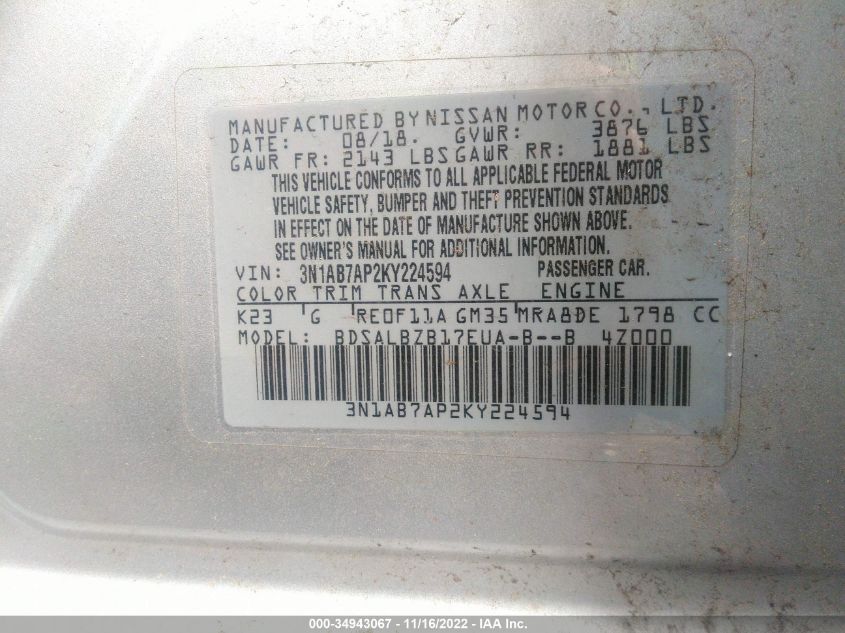 MANUFACTURED BY NISSAN MOTOR CO., LTD.
DATE: 08/18. GVWR: 3876 LBS
GAWR FR: 2143 LBS GAWR RR: 1881 LBS
THIS VEHICLE CONFORMS TO ALL APPLICABLE FEDERAL MOTOR
VEHICLE SAFETY, BUMPER AND THEFT PREVENTION STANDARDS
IN EFFECT ON THE DATE OF MANUFACTURE SHOWN ABOVE.
SEE OWNER'S MANUAL FOR ADDITIONAL INFORMATION.
VIN: 3N1AB7AP2KY224594 PASSENGER CAR.
COLOR TRIM TRANS AXLE ENGINE
K23 G RE0F11A GM35 MRA8DE 1798 CC
MODEL: BDSALBZB17EUA-B--B 4Z000
3N1AB7AP2KY224594
000-34943067 - 11/16/2022 - IAA Inc.